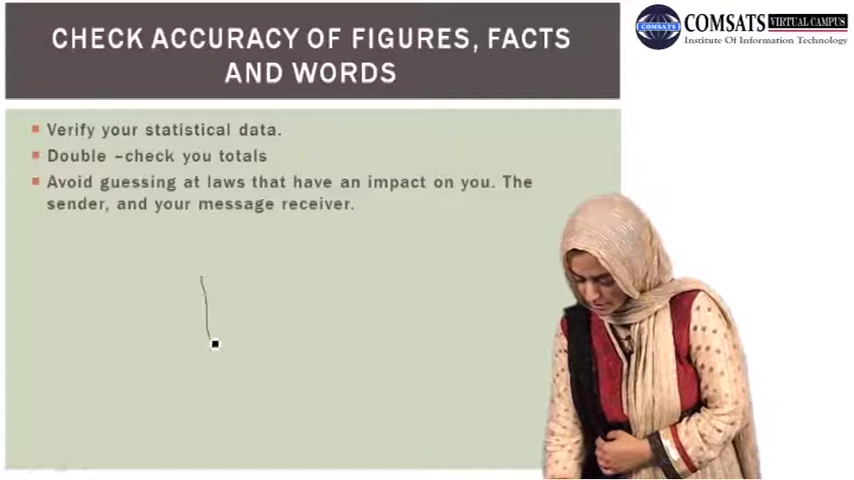 CHECK ACCURACY OF FIGURES, FACTS
AND WORDS
COMSATS VIRTUAL CAMPUS
COMSATS
Institute Of Information Technology
Verify your statistical data.
Double –check you totals
Avoid guessing at laws that have an impact on you. The
sender, and your message receiver.